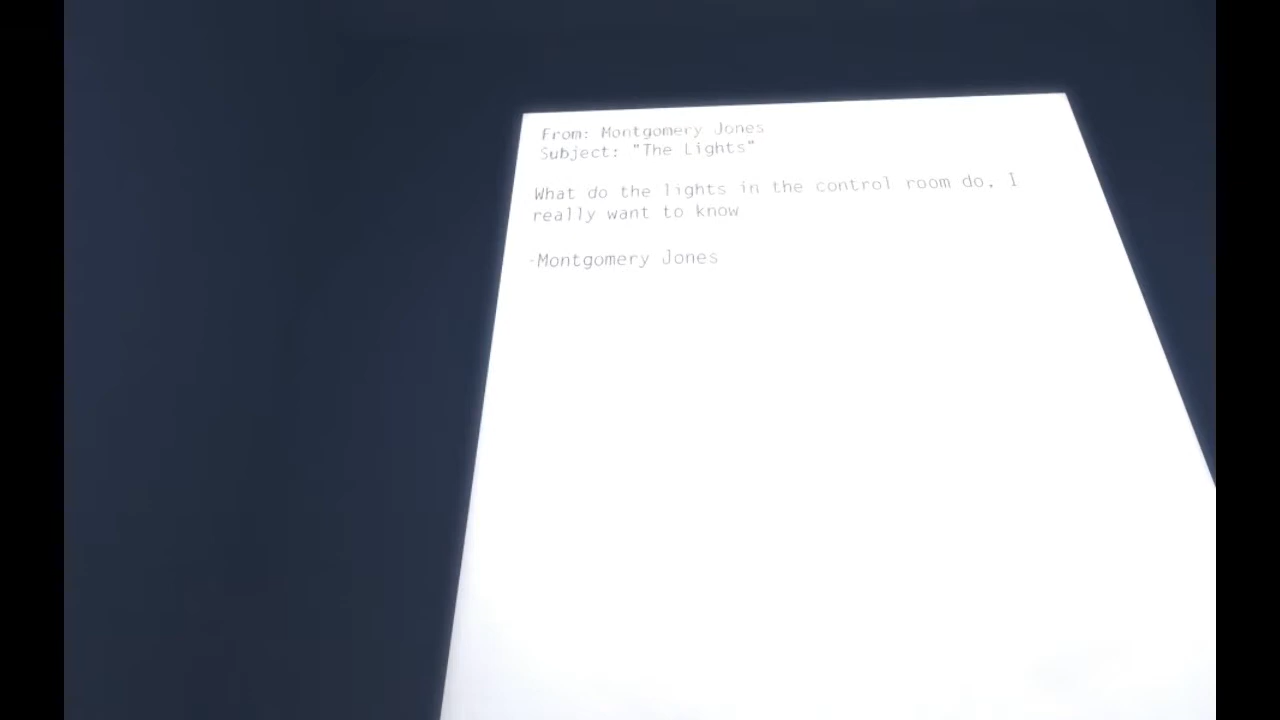 From: Montgomery Jones
Subject: "The Lights"
What do the lights in the control room do, I
really want to know
-Montgomery Jones